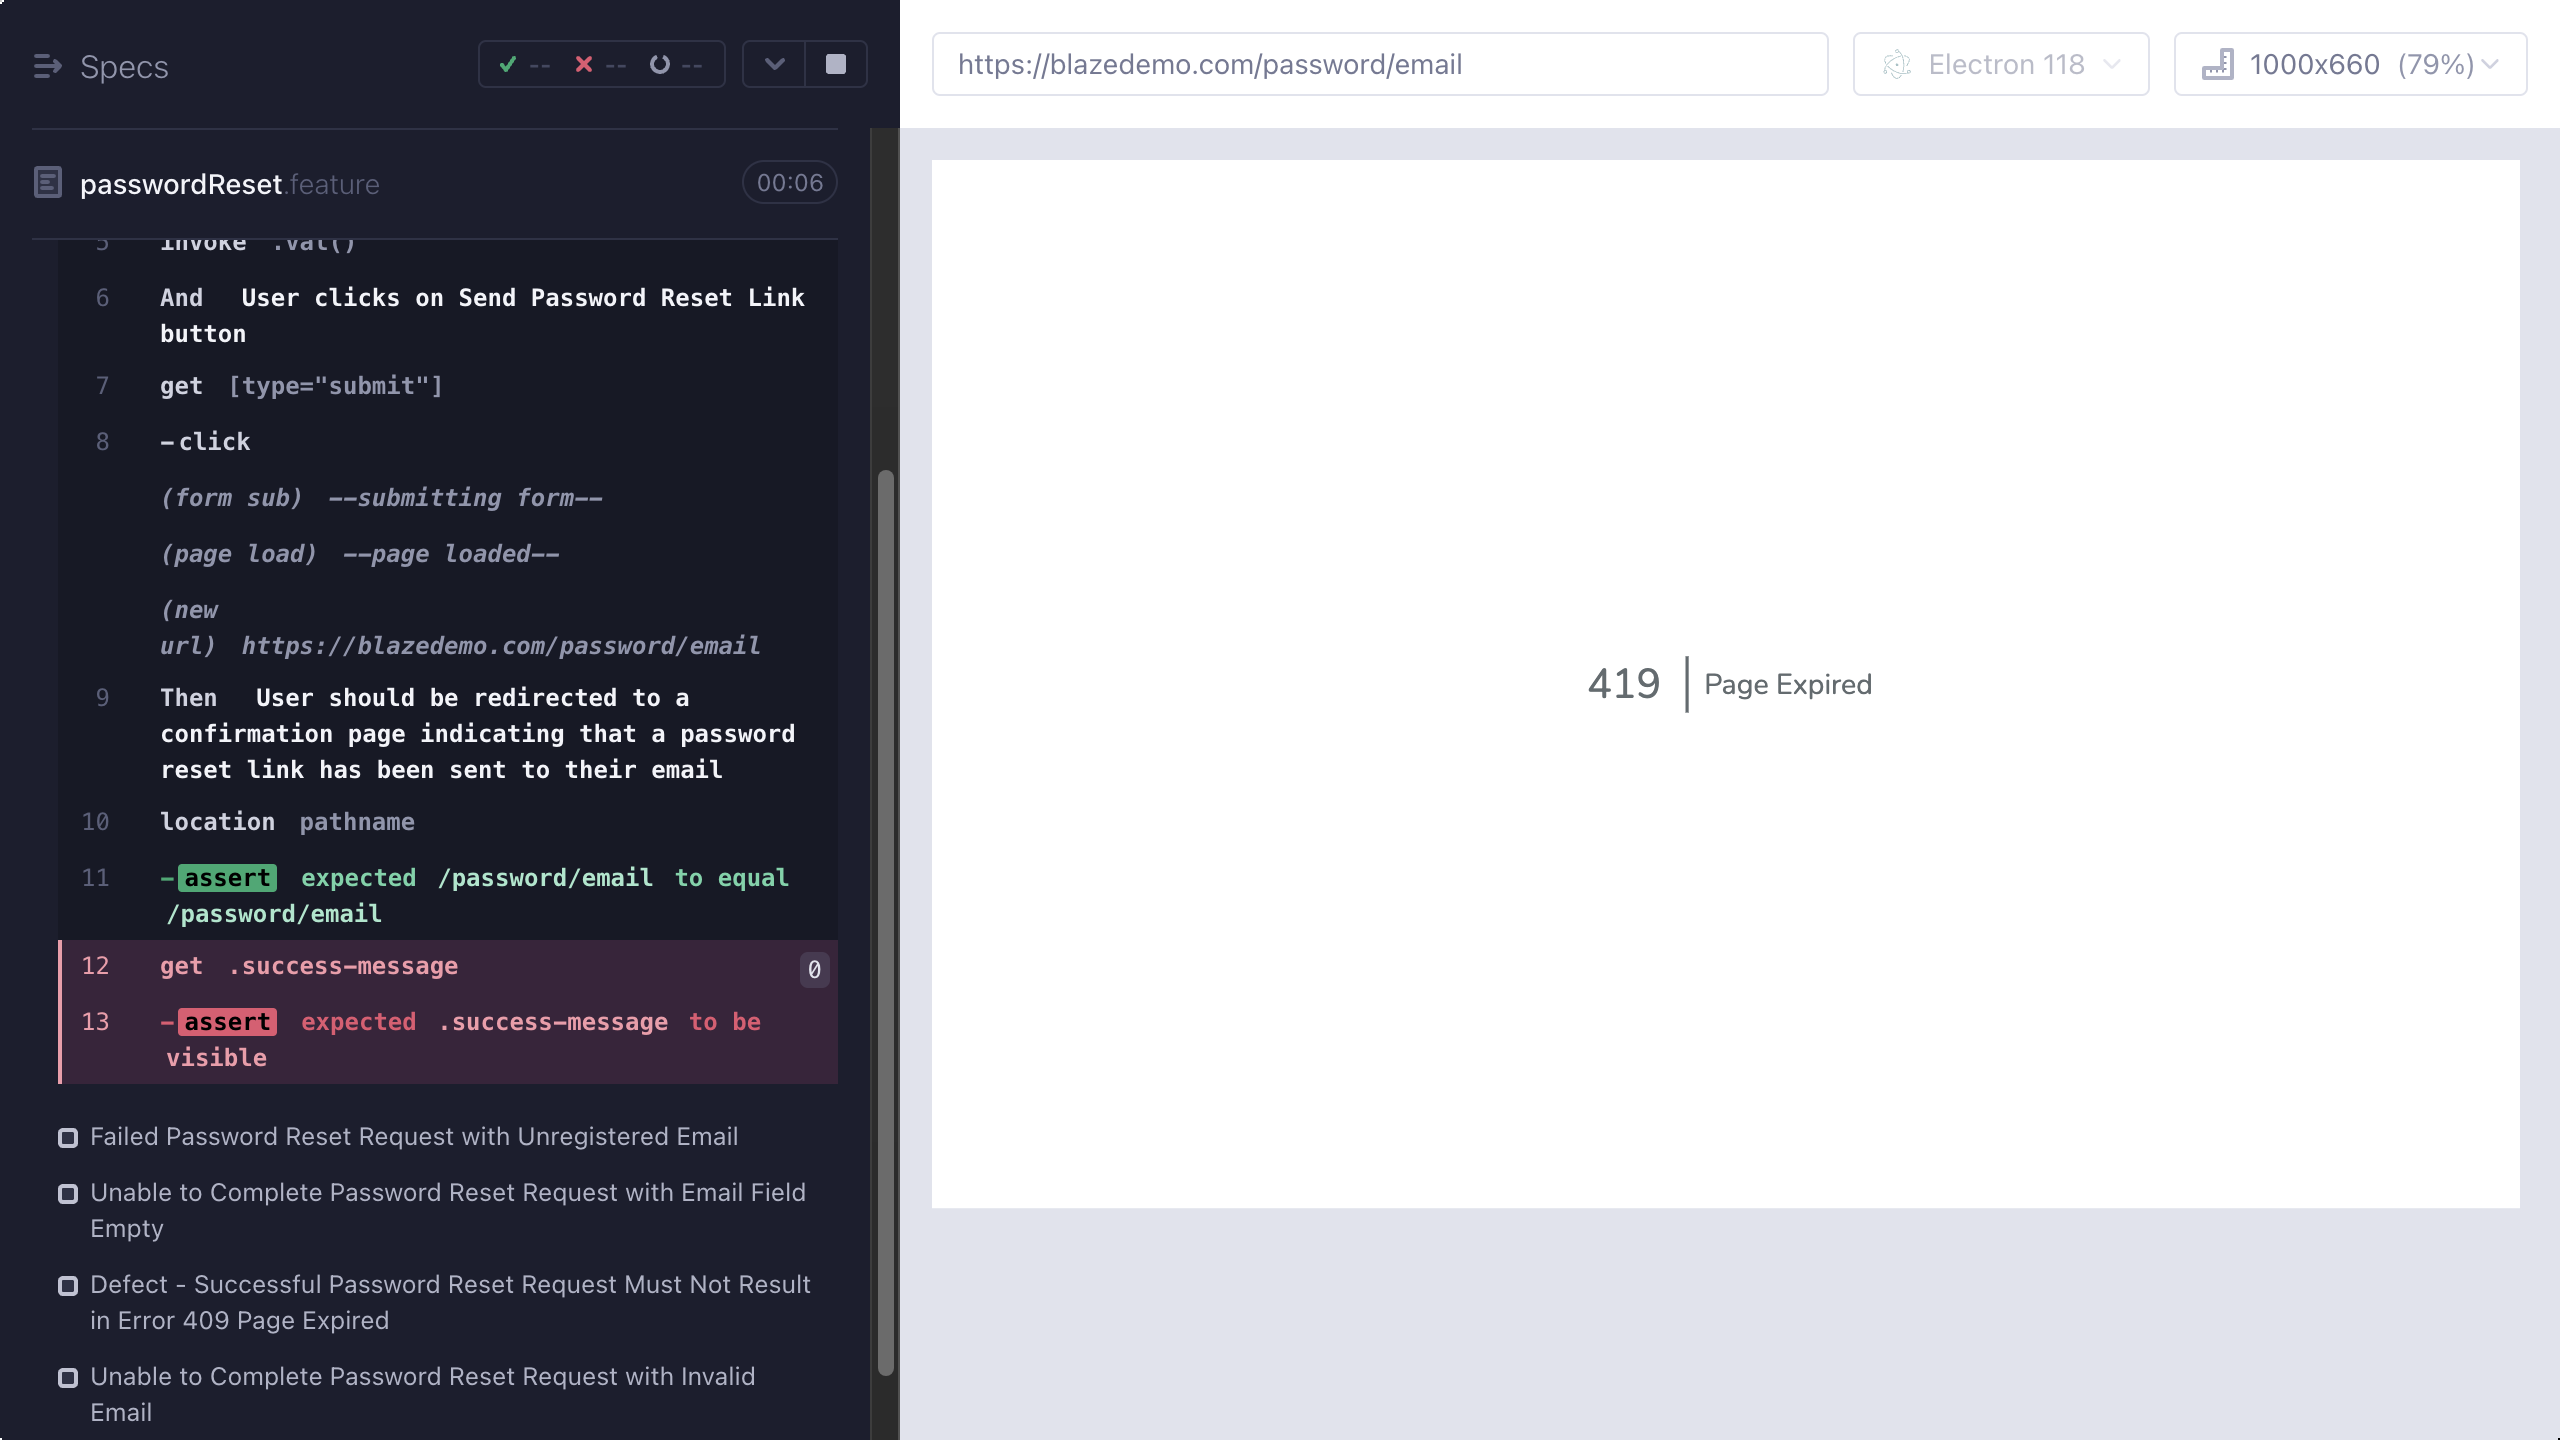 Specs
-- -- --
passwordReset.feature
00:06
5 invoke .val()
6 And User clicks on Send Password Reset Link
button
7 get [type="submit"]
8 -click
(form sub) --submitting form--
(page load) --page loaded--
(new
url) https://blazedemo.com/password/email
9 Then User should be redirected to a
confirmation page indicating that a password
reset link has been sent to their email
10 location pathname
11 -assert expected /password/email to equal
/password/email
12 get .success-message 0
13 -assert expected .success-message to be
visible
Failed Password Reset Request with Unregistered Email
Unable to Complete Password Reset Request with Email Field
Empty
Defect - Successful Password Reset Request Must Not Result
in Error 409 Page Expired
Unable to Complete Password Reset Request with Invalid
Email
https://blazedemo.com/password/email
Electron 118
1000x660 (79%)
419 Page Expired